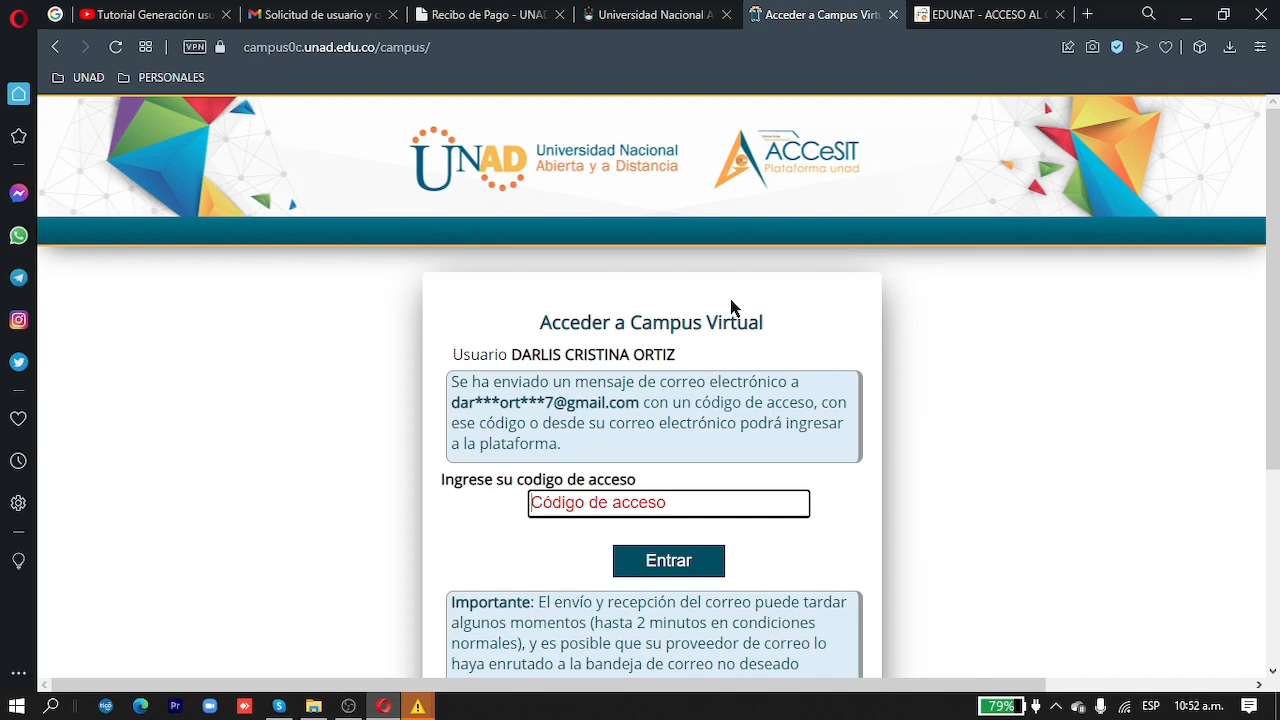 Tutorial Generación usu
Solicitud de usuario y c
Recibo de Pago - UNAD
Universidad Nacional A
Acceder a Campus Virtu
EDUNAT - ACCESO AL C
VPN
campus0c.unad.edu.co/campus/
UNAD
PERSONALES
UNAD
Universidad Nacional
Abierta y a Distancia
ACCeSIT
Plataforma unad
Acceder a Campus Virtual
Usuario DARLIS CRISTINA ORTIZ
Se ha enviado un mensaje de correo electrónico a
dar***ort***7@gmail.com con un código de acceso, con
ese código o desde su correo electrónico podrá ingresar
a la plataforma.
Ingrese su codigo de acceso
Código de acceso
Entrar
Importante: El envío y recepción del correo puede tardar
algunos momentos (hasta 2 minutos en condiciones
normales), y es posible que su proveedor de correo lo
haya enrutado a la bandeja de correo no deseado
tigo
Pr
79%
ESP
10:52 a.m.